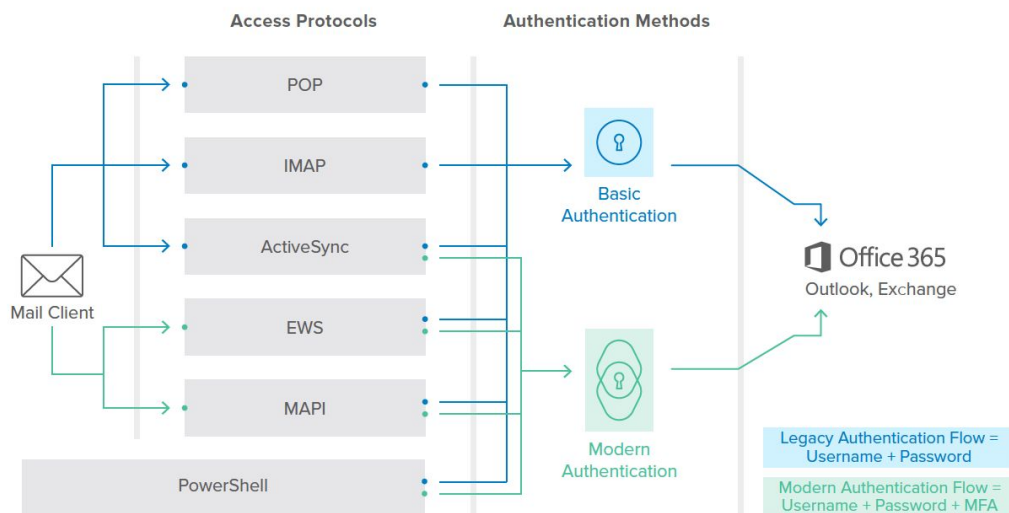 Access Protocols
Authentication Methods
POP
IMAP
ActiveSync
EWS
MAPI
PowerShell
Mail Client
Basic
Authentication
Modern
Authentication
Office 365
Outlook, Exchange
Legacy Authentication Flow =
Username + Password
Modern Authentication Flow =
Username + Password + MFA